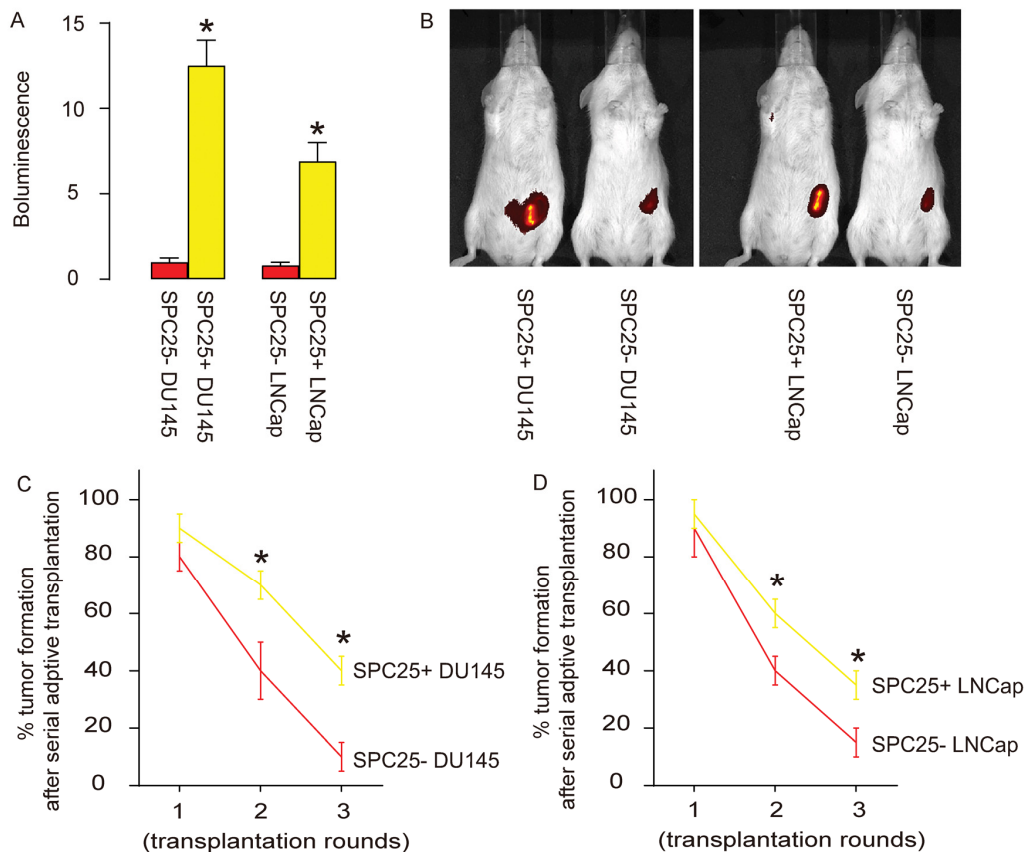 A
Boluminescence
15
10
5
0
*
*
SPC25- DU145
SPC25+ DU145
SPC25- LNCap
SPC25+ LNCap
B
SPC25+ DU145
SPC25- DU145
SPC25+ LNCap
SPC25- LNCap
C
% tumor formation
after serial adptive transplantation
100
80
60
40
20
0
*
*
SPC25+ DU145
SPC25- DU145
1 2 3
(transplantation rounds)
D
% tumor formation
after serial adptive transplantation
100
80
60
40
20
0
*
*
SPC25+ LNCap
SPC25- LNCap
1 2 3
(transplantation rounds)